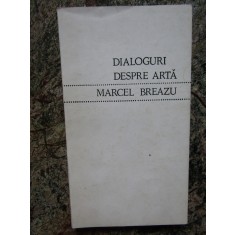 DIALOGURI
DESPRE ARTĂ
MARCEL BREAZU